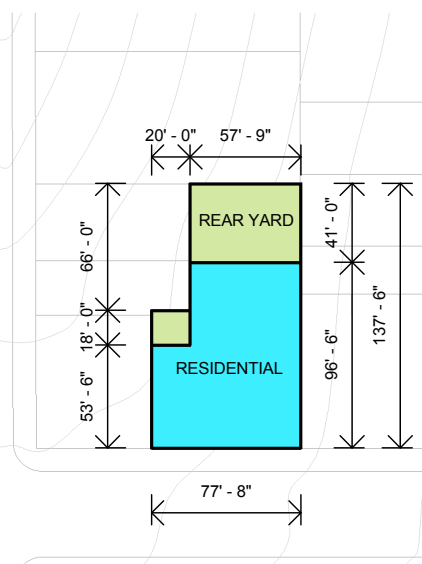 20' - 0" 57' - 9"
REAR YARD
41' - 0"
66' - 0"
137' - 6"
18' - 0"
RESIDENTIAL
96' - 6"
53' - 6"
77' - 8"